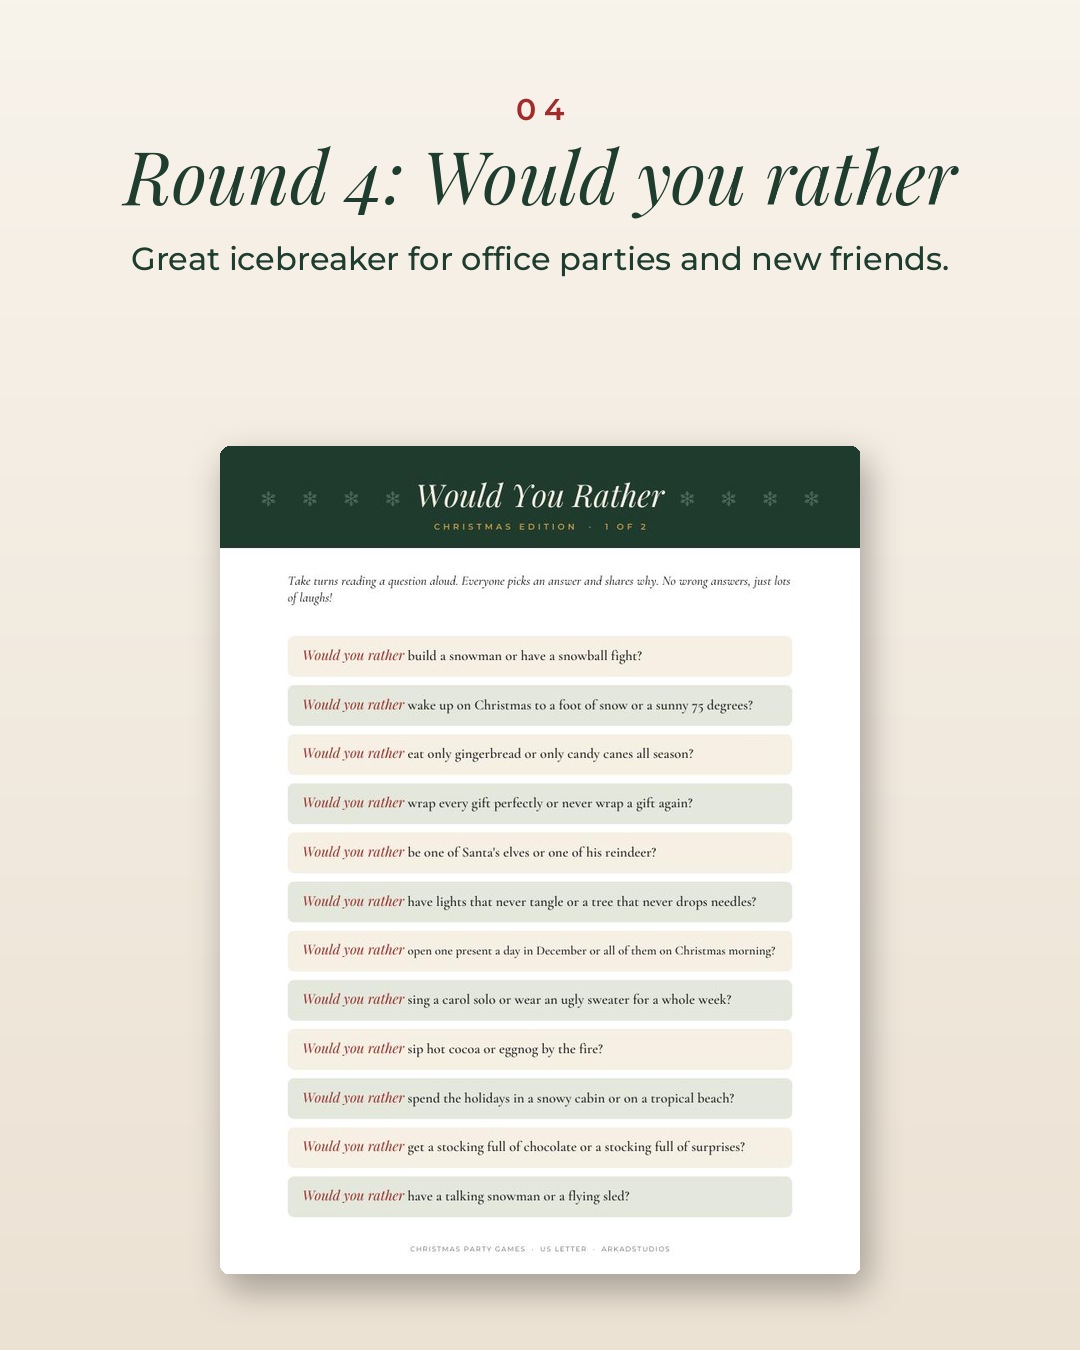 04
Round 4: Would you rather
Great icebreaker for office parties and new friends.
Would You Rather
CHRISTMAS EDITION · 1 OF 2
Take turns reading a question aloud. Everyone picks an answer and shares why. No wrong answers, just lots
of laughs!
Would you rather build a snowman or have a snowball fight?
Would you rather wake up on Christmas to a foot of snow or a sunny 75 degrees?
Would you rather eat only gingerbread or only candy canes all season?
Would you rather wrap every gift perfectly or never wrap a gift again?
Would you rather be one of Santa's elves or one of his reindeer?
Would you rather have lights that never tangle or a tree that never drops needles?
Would you rather open one present a day in December or all of them on Christmas morning?
Would you rather sing a carol solo or wear an ugly sweater for a whole week?
Would you rather sip hot cocoa or eggnog by the fire?
Would you rather spend the holidays in a snowy cabin or on a tropical beach?
Would you rather get a stocking full of chocolate or a stocking full of surprises?
Would you rather have a talking snowman or a flying sled?
CHRISTMAS PARTY GAMES · US LETTER · ARKADSTUDIOS